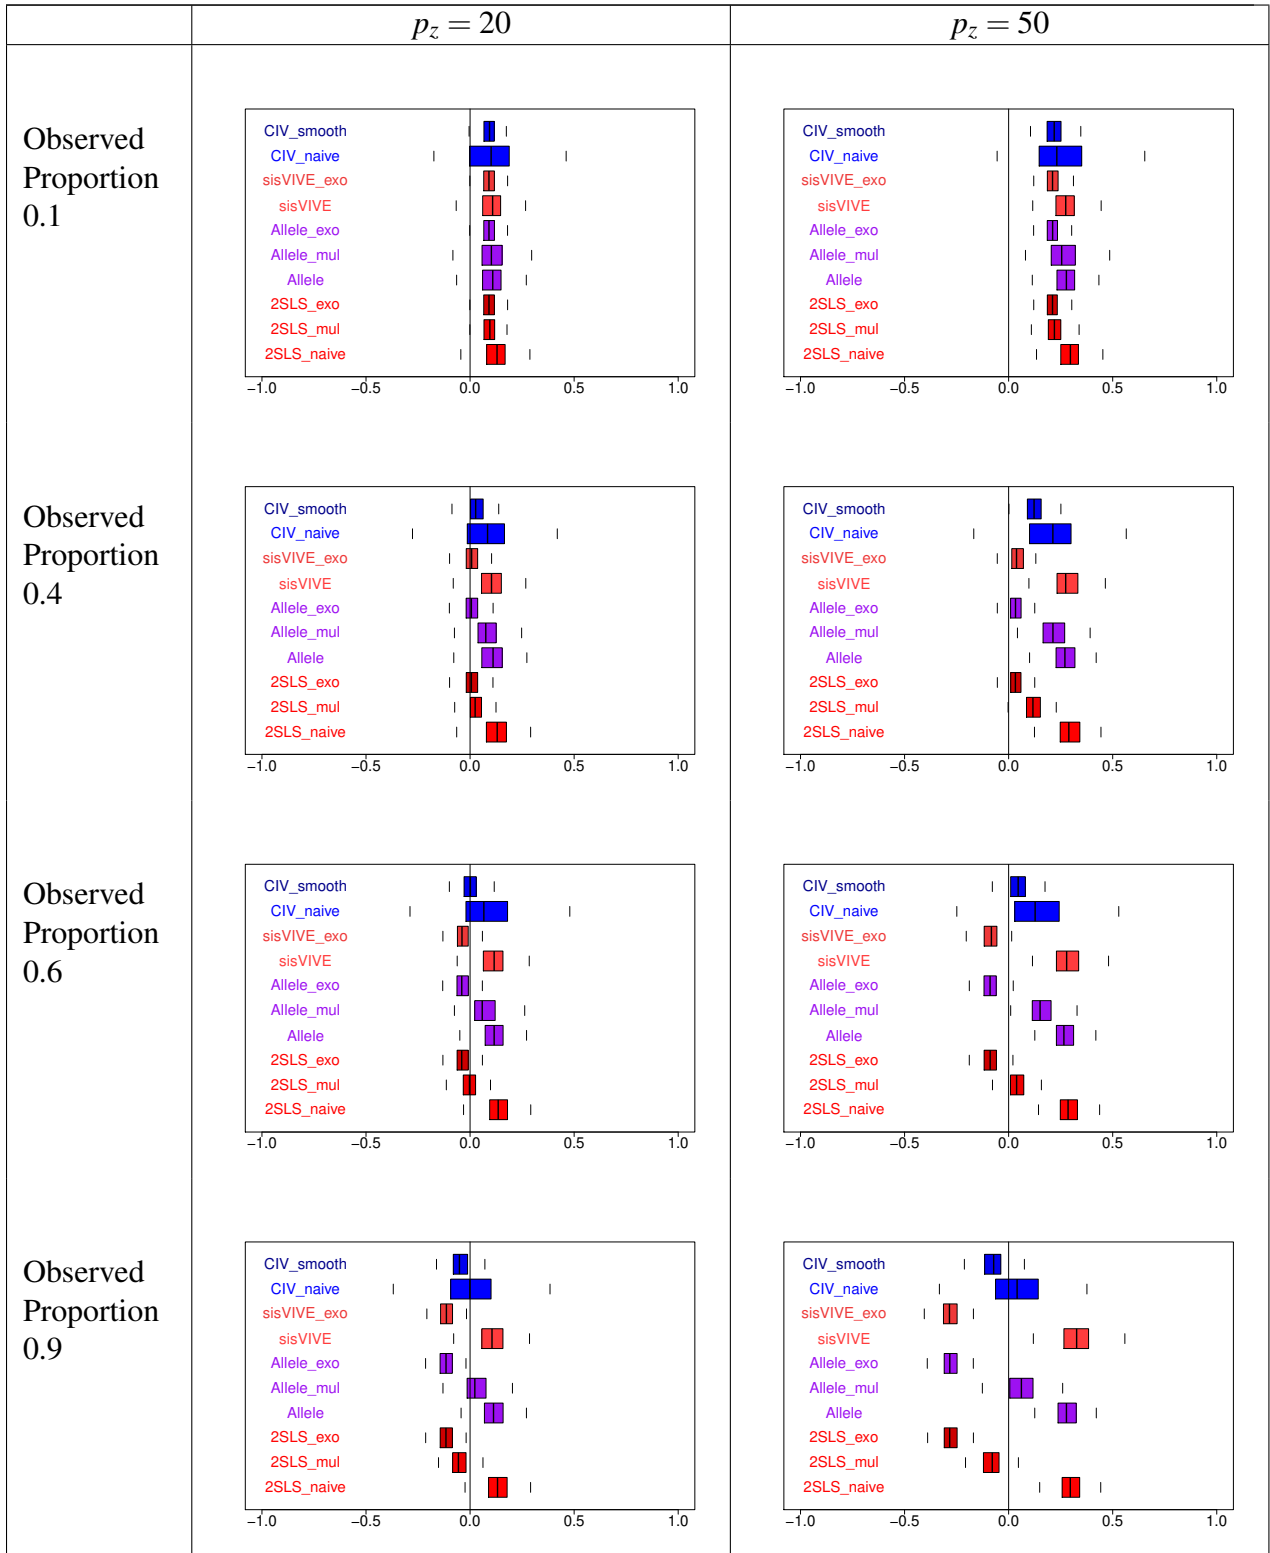 p_z = 20
p_z = 50
Observed
Proportion
0.1
CIV_smooth
CIV_naive
sisVIVE_exo
sisVIVE
Allele_exo
Allele_mul
Allele
2SLS_exo
2SLS_mul
2SLS_naive
−1.0 −0.5 0.0 0.5 1.0
CIV_smooth
CIV_naive
sisVIVE_exo
sisVIVE
Allele_exo
Allele_mul
Allele
2SLS_exo
2SLS_mul
2SLS_naive
−1.0 −0.5 0.0 0.5 1.0
Observed
Proportion
0.4
CIV_smooth
CIV_naive
sisVIVE_exo
sisVIVE
Allele_exo
Allele_mul
Allele
2SLS_exo
2SLS_mul
2SLS_naive
−1.0 −0.5 0.0 0.5 1.0
CIV_smooth
CIV_naive
sisVIVE_exo
sisVIVE
Allele_exo
Allele_mul
Allele
2SLS_exo
2SLS_mul
2SLS_naive
−1.0 −0.5 0.0 0.5 1.0
Observed
Proportion
0.6
CIV_smooth
CIV_naive
sisVIVE_exo
sisVIVE
Allele_exo
Allele_mul
Allele
2SLS_exo
2SLS_mul
2SLS_naive
−1.0 −0.5 0.0 0.5 1.0
CIV_smooth
CIV_naive
sisVIVE_exo
sisVIVE
Allele_exo
Allele_mul
Allele
2SLS_exo
2SLS_mul
2SLS_naive
−1.0 −0.5 0.0 0.5 1.0
Observed
Proportion
0.9
CIV_smooth
CIV_naive
sisVIVE_exo
sisVIVE
Allele_exo
Allele_mul
Allele
2SLS_exo
2SLS_mul
2SLS_naive
−1.0 −0.5 0.0 0.5 1.0
CIV_smooth
CIV_naive
sisVIVE_exo
sisVIVE
Allele_exo
Allele_mul
Allele
2SLS_exo
2SLS_mul
2SLS_naive
−1.0 −0.5 0.0 0.5 1.0